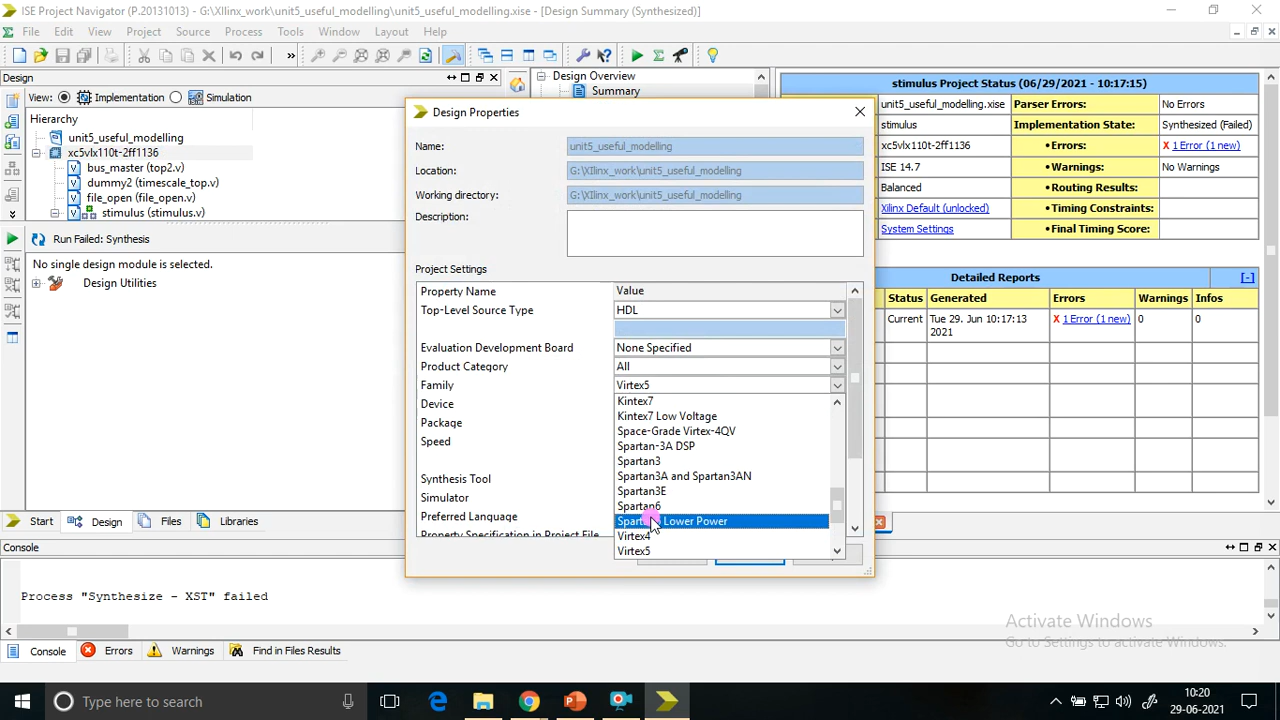 ISE Project Navigator (P.20131013) - G:\XIlinx_work\unit5_useful_modelling\unit5_useful_modelling.xise - [Design Summary (Synthesized)]
File Edit View Project Source Process Tools Window Layout Help
Design
View: Implementation Simulation
Hierarchy
unit5_useful_modelling
xc5vlx110t-2ff1136
bus_master (top2.v)
dummy2 (timescale_top.v)
file_open (file_open.v)
stimulus (stimulus.v)
Run Failed: Synthesis
No single design module is selected.
Design Utilities
Start Design Files Libraries
Design Overview
Summary
Design Properties
Name: unit5_useful_modelling
Location: G:\XIlinx_work\unit5_useful_modelling
Working directory: G:\XIlinx_work\unit5_useful_modelling
Description:
Project Settings
Property Name Value
Top-Level Source Type HDL
Evaluation Development Board None Specified
Product Category All
Family Virtex5
Device
Package
Speed
Synthesis Tool
Simulator
Preferred Language
Property Specification in Project File
Kintex7
Kintex7 Low Voltage
Space-Grade Virtex-4QV
Spartan-3A DSP
Spartan3
Spartan3A and Spartan3AN
Spartan3E
Spartan6
Lower Power
Virtex4
Virtex5
stimulus Project Status (06/29/2021 - 10:17:15)
unit5_useful_modelling.xise Parser Errors: No Errors
stimulus Implementation State: Synthesized (Failed)
xc5vlx110t-2ff1136 •Errors: X 1 Error (1 new)
ISE 14.7 •Warnings: No Warnings
Balanced •Routing Results:
Xilinx Default (unlocked) •Timing Constraints:
System Settings •Final Timing Score:
Detailed Reports [-]
Status Generated Errors Warnings Infos
Current Tue 29. Jun 10:17:13 2021 X 1 Error (1 new) 0 0
Console
Process "Synthesize - XST" failed
Console Errors Warnings Find in Files Results
Activate Windows
Go to Settings to activate Windows.
Type here to search
10:20
29-06-2021